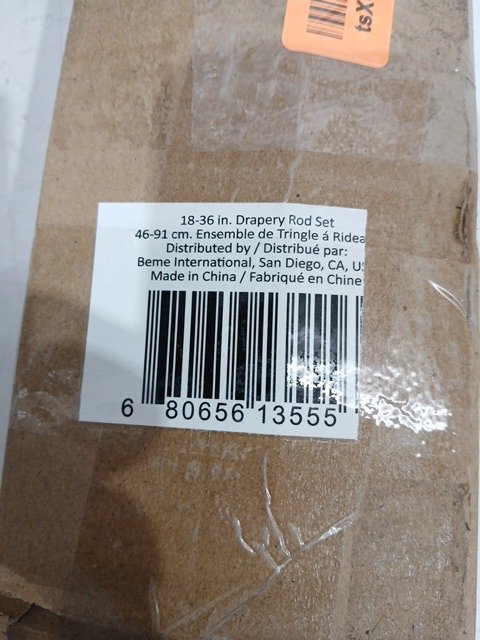 tsX
18-36 in. Drapery Rod Set
46-91 cm. Ensemble de Tringle á Ridea
Distributed by / Distribué par:
Beme International, San Diego, CA, US
Made in China / Fabriqué en Chine
6 80656 13555